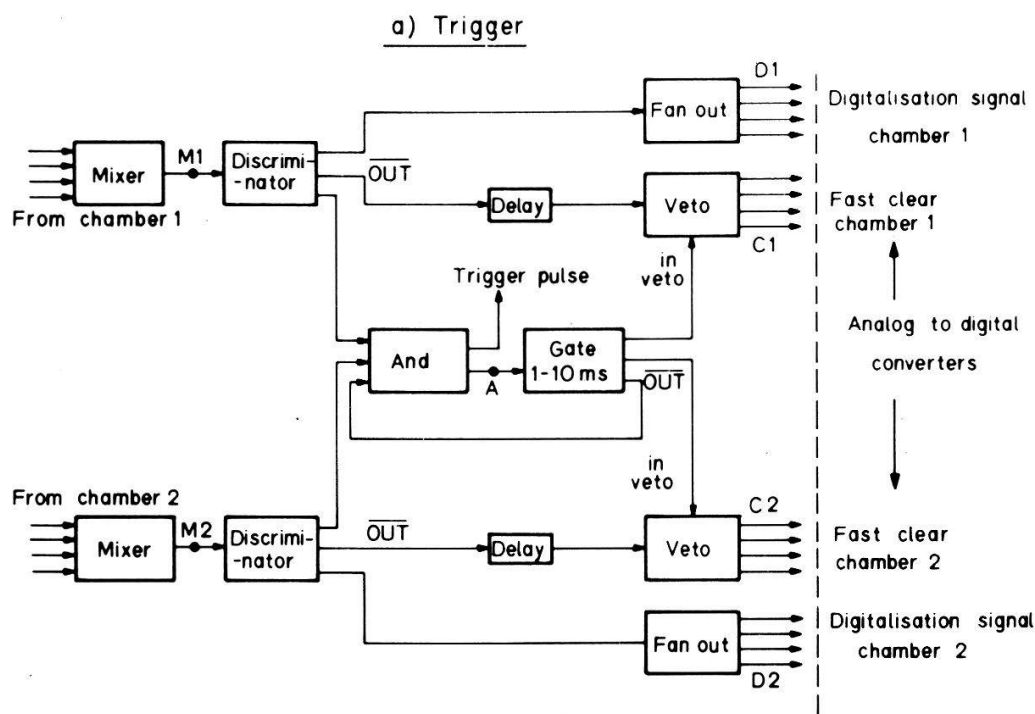 a) Trigger
D1
Fan out
Digitalisation signal
chamber 1
Mixer
M1
Discrimi-
-nator
OUT
From chamber 1
Delay
Veto
Fast clear
chamber 1
C1
in
veto
Trigger pulse
And
A
Gate
1-10 ms
OUT
Analog to digital
converters
in
veto
From chamber 2
Mixer
M2
Discrimi-
-nator
OUT
Delay
Veto
C2
Fast clear
chamber 2
Fan out
D2
Digitalisation signal
chamber 2